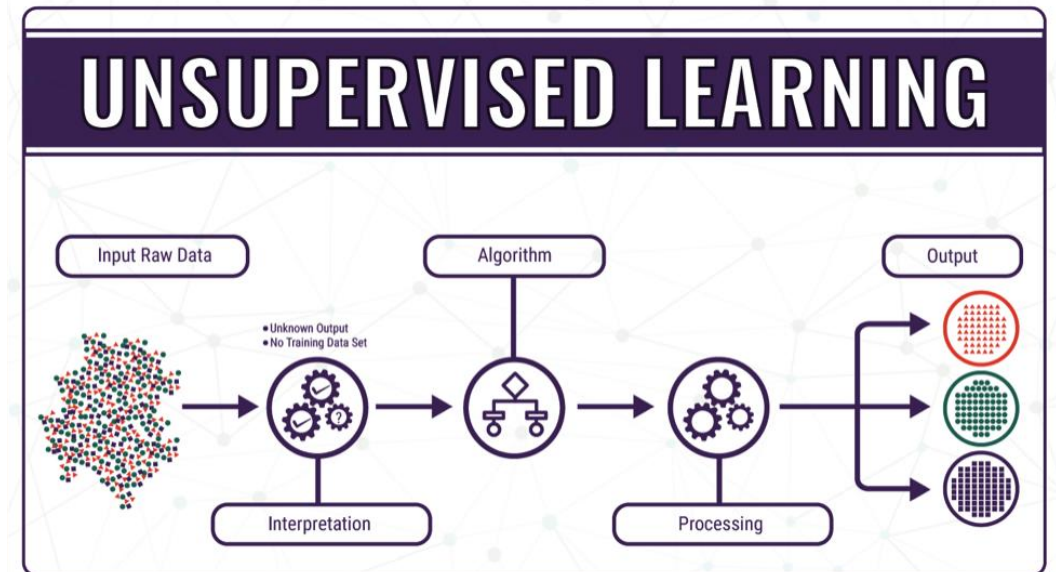 UNSUPERVISED LEARNING
Input Raw Data
Algorithm
Output
• Unknown Output
• No Training Data Set
?
Interpretation
Processing